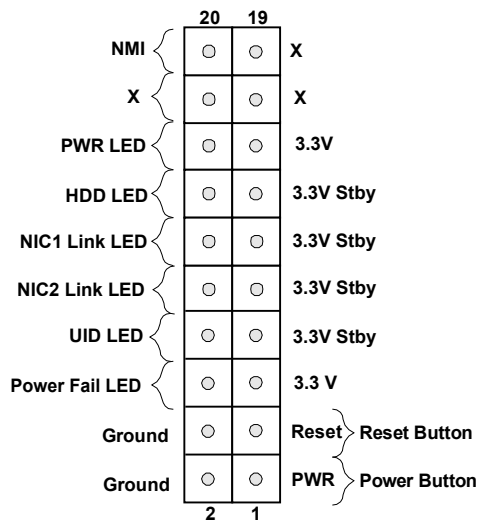 20 19
NMI X
X X
PWR LED 3.3V
HDD LED 3.3V Stby
NIC1 Link LED 3.3V Stby
NIC2 Link LED 3.3V Stby
UID LED 3.3V Stby
Power Fail LED 3.3 V
Ground Reset Reset Button
Ground PWR Power Button
2 1